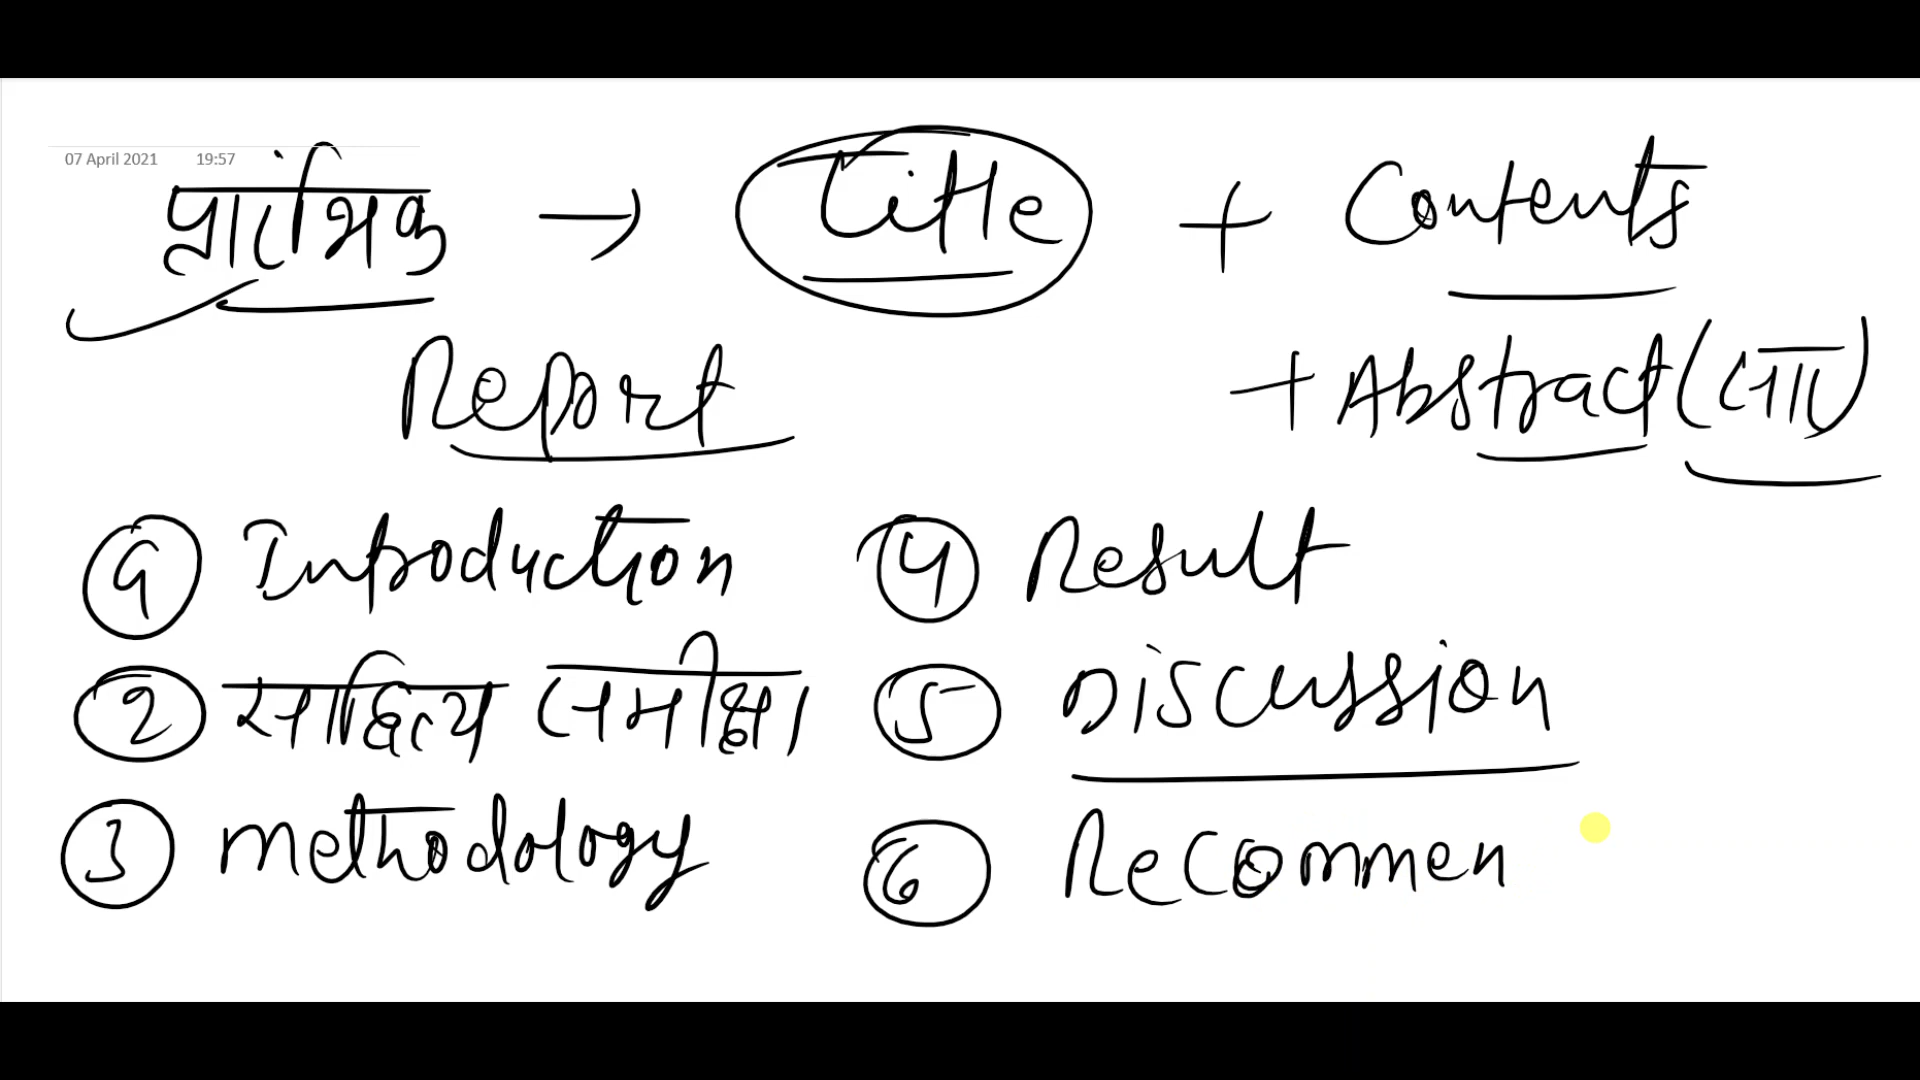 07 April 2021 19:57
प्रारंभिक → Title + Contents
Report + Abstract (सार)
१ Introduction
2 साहित्य समीक्षा
3 methodology
4 Result
5 Discussion
6 Recommen